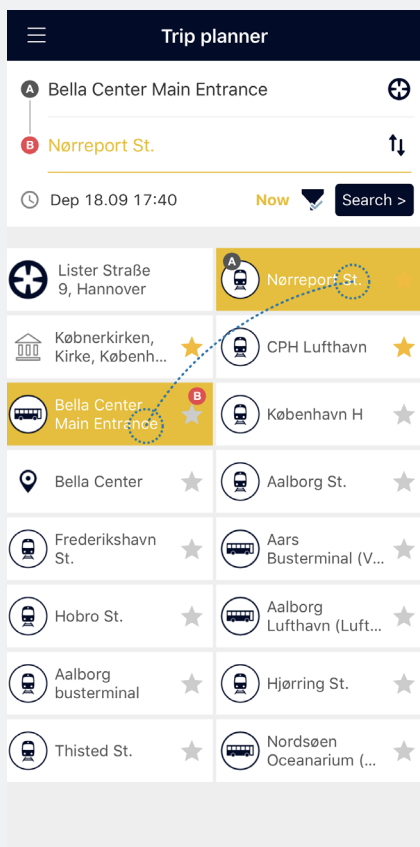 Trip planner
A Bella Center Main Entrance
B Nørreport St.
Dep 18.09 17:40 Now Search >
Lister Straße
9, Hannover
A
Nørreport St.
Købnerkirken,
Kirke, Københ...
CPH Lufthavn
Bella Center
Main Entrance
B
København H
Bella Center
Aalborg St.
Frederikshavn
St.
Aars
Busterminal (V...
Hobro St.
Aalborg
Lufthavn (Luft...
Aalborg
busterminal
Hjørring St.
Thisted St.
Nordsøen
Oceanarium (...